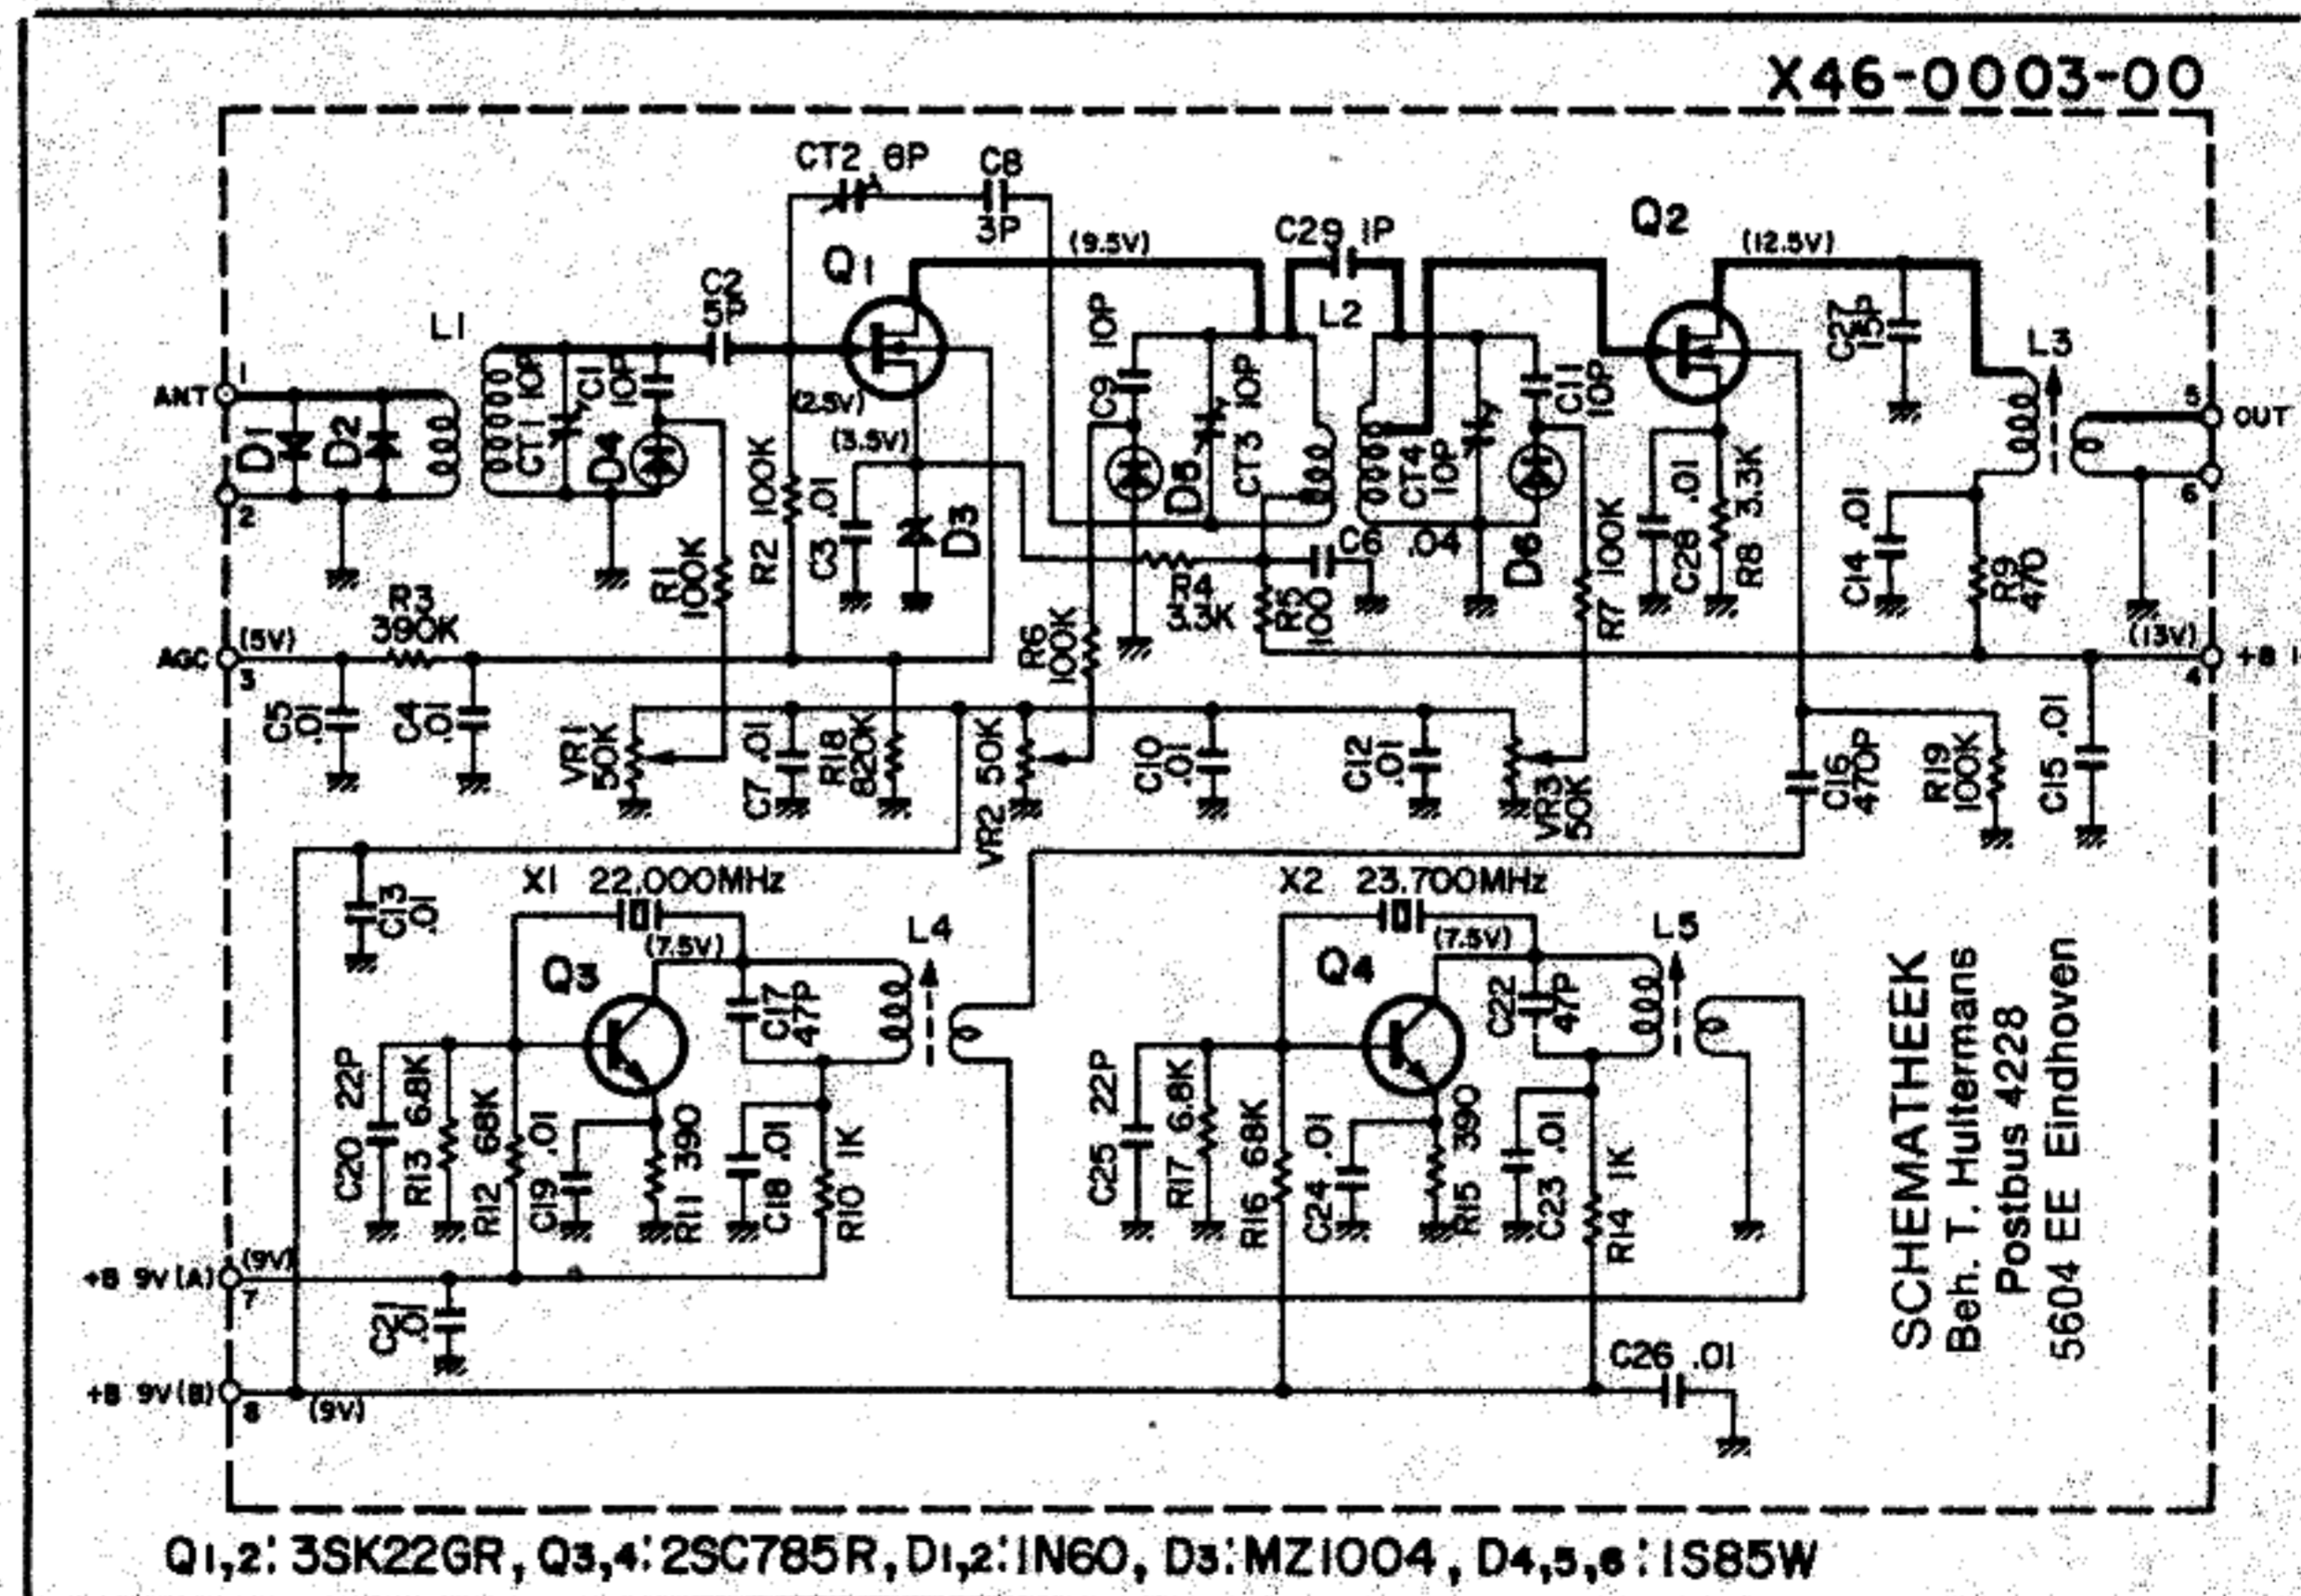 X46-0003-00
CT2 6P
C8
3P
Q1
(9.5V)
C29 1P
Q2
(12.5V)
C2
5P
L1
L2
L3
C27
15P
CT1 10P
C1
10P
D4
(2.5V)
(3.5V)
C9
10P
D5
CT3 10P
CT4
10P
C11
10P
D6
ANT
1
2
D1
D2
R1
100K
R2 100K
C3 .01
D3
R4
3.3K
R5
100
C6 .04
R7 100K
C28 .01
R8 3.3K
C14 .01
R9
470
5
OUT
6
AGC
(5V)
3
R3
390K
R6
100K
(13V)
4
+B
C5
.01
C4
.01
VR1
50K
C7 .01
R18
820K
VR2 50K
C10
.01
C12
.01
VR3
50K
C16
470P
R19
100K
C15 .01
C13
.01
X1 22.000MHz
(7.5V)
Q3
L4
C17
47P
X2 23.700MHz
(7.5V)
Q4
L5
C22
47P
C20 22P
R13 6.8K
R12 68K
C19 .01
R11 390
C18 .01
R10 1K
C25 22P
R17 6.8K
R16 68K
C24 .01
R15 390
C23 .01
R14 1K
+B 9V(A)
(9V)
7
C21
.01
+B 9V(B)
8
(9V)
C26 .01
SCHEMATHEEK
Beh. T. Hultermans
Postbus 4228
5604 EE Eindhoven
Q1,2:3SK22GR, Q3,4:2SC785R, D1,2:1N60, D3:MZ1004, D4,5,6:1S85W